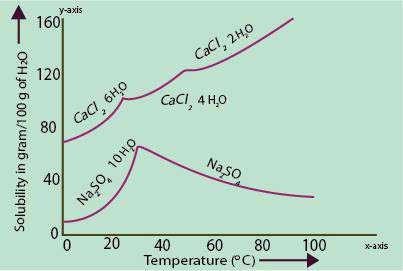 y-axis
160
120
80
40
0
Solubility in gram/100 g of H₂O
CaCl₂ 6H₂O
CaCl₂ 4H₂O
CaCl₂ 2H₂O
Na₂SO₄ 10H₂O
Na₂SO₄
0 20 40 60 80 100
x-axis
Temperature (°C)